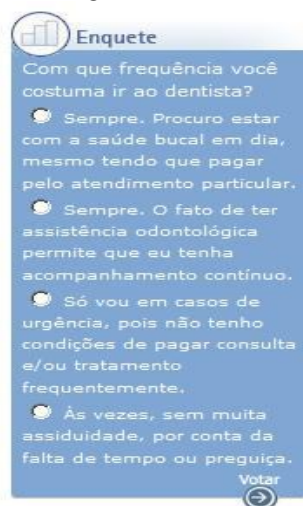 Enquete
Com que frequência você
costuma ir ao dentista?
Sempre. Procuro estar
com a saúde bucal em dia,
mesmo tendo que pagar
pelo atendimento particular.
Sempre. O fato de ter
assistência odontológica
permite que eu tenha
acompanhamento contínuo.
Só vou em casos de
urgência, pois não tenho
condições de pagar consulta
e/ou tratamento
frequentemente.
Às vezes, sem muita
assiduidade, por conta da
falta de tempo ou preguiça.
Votar